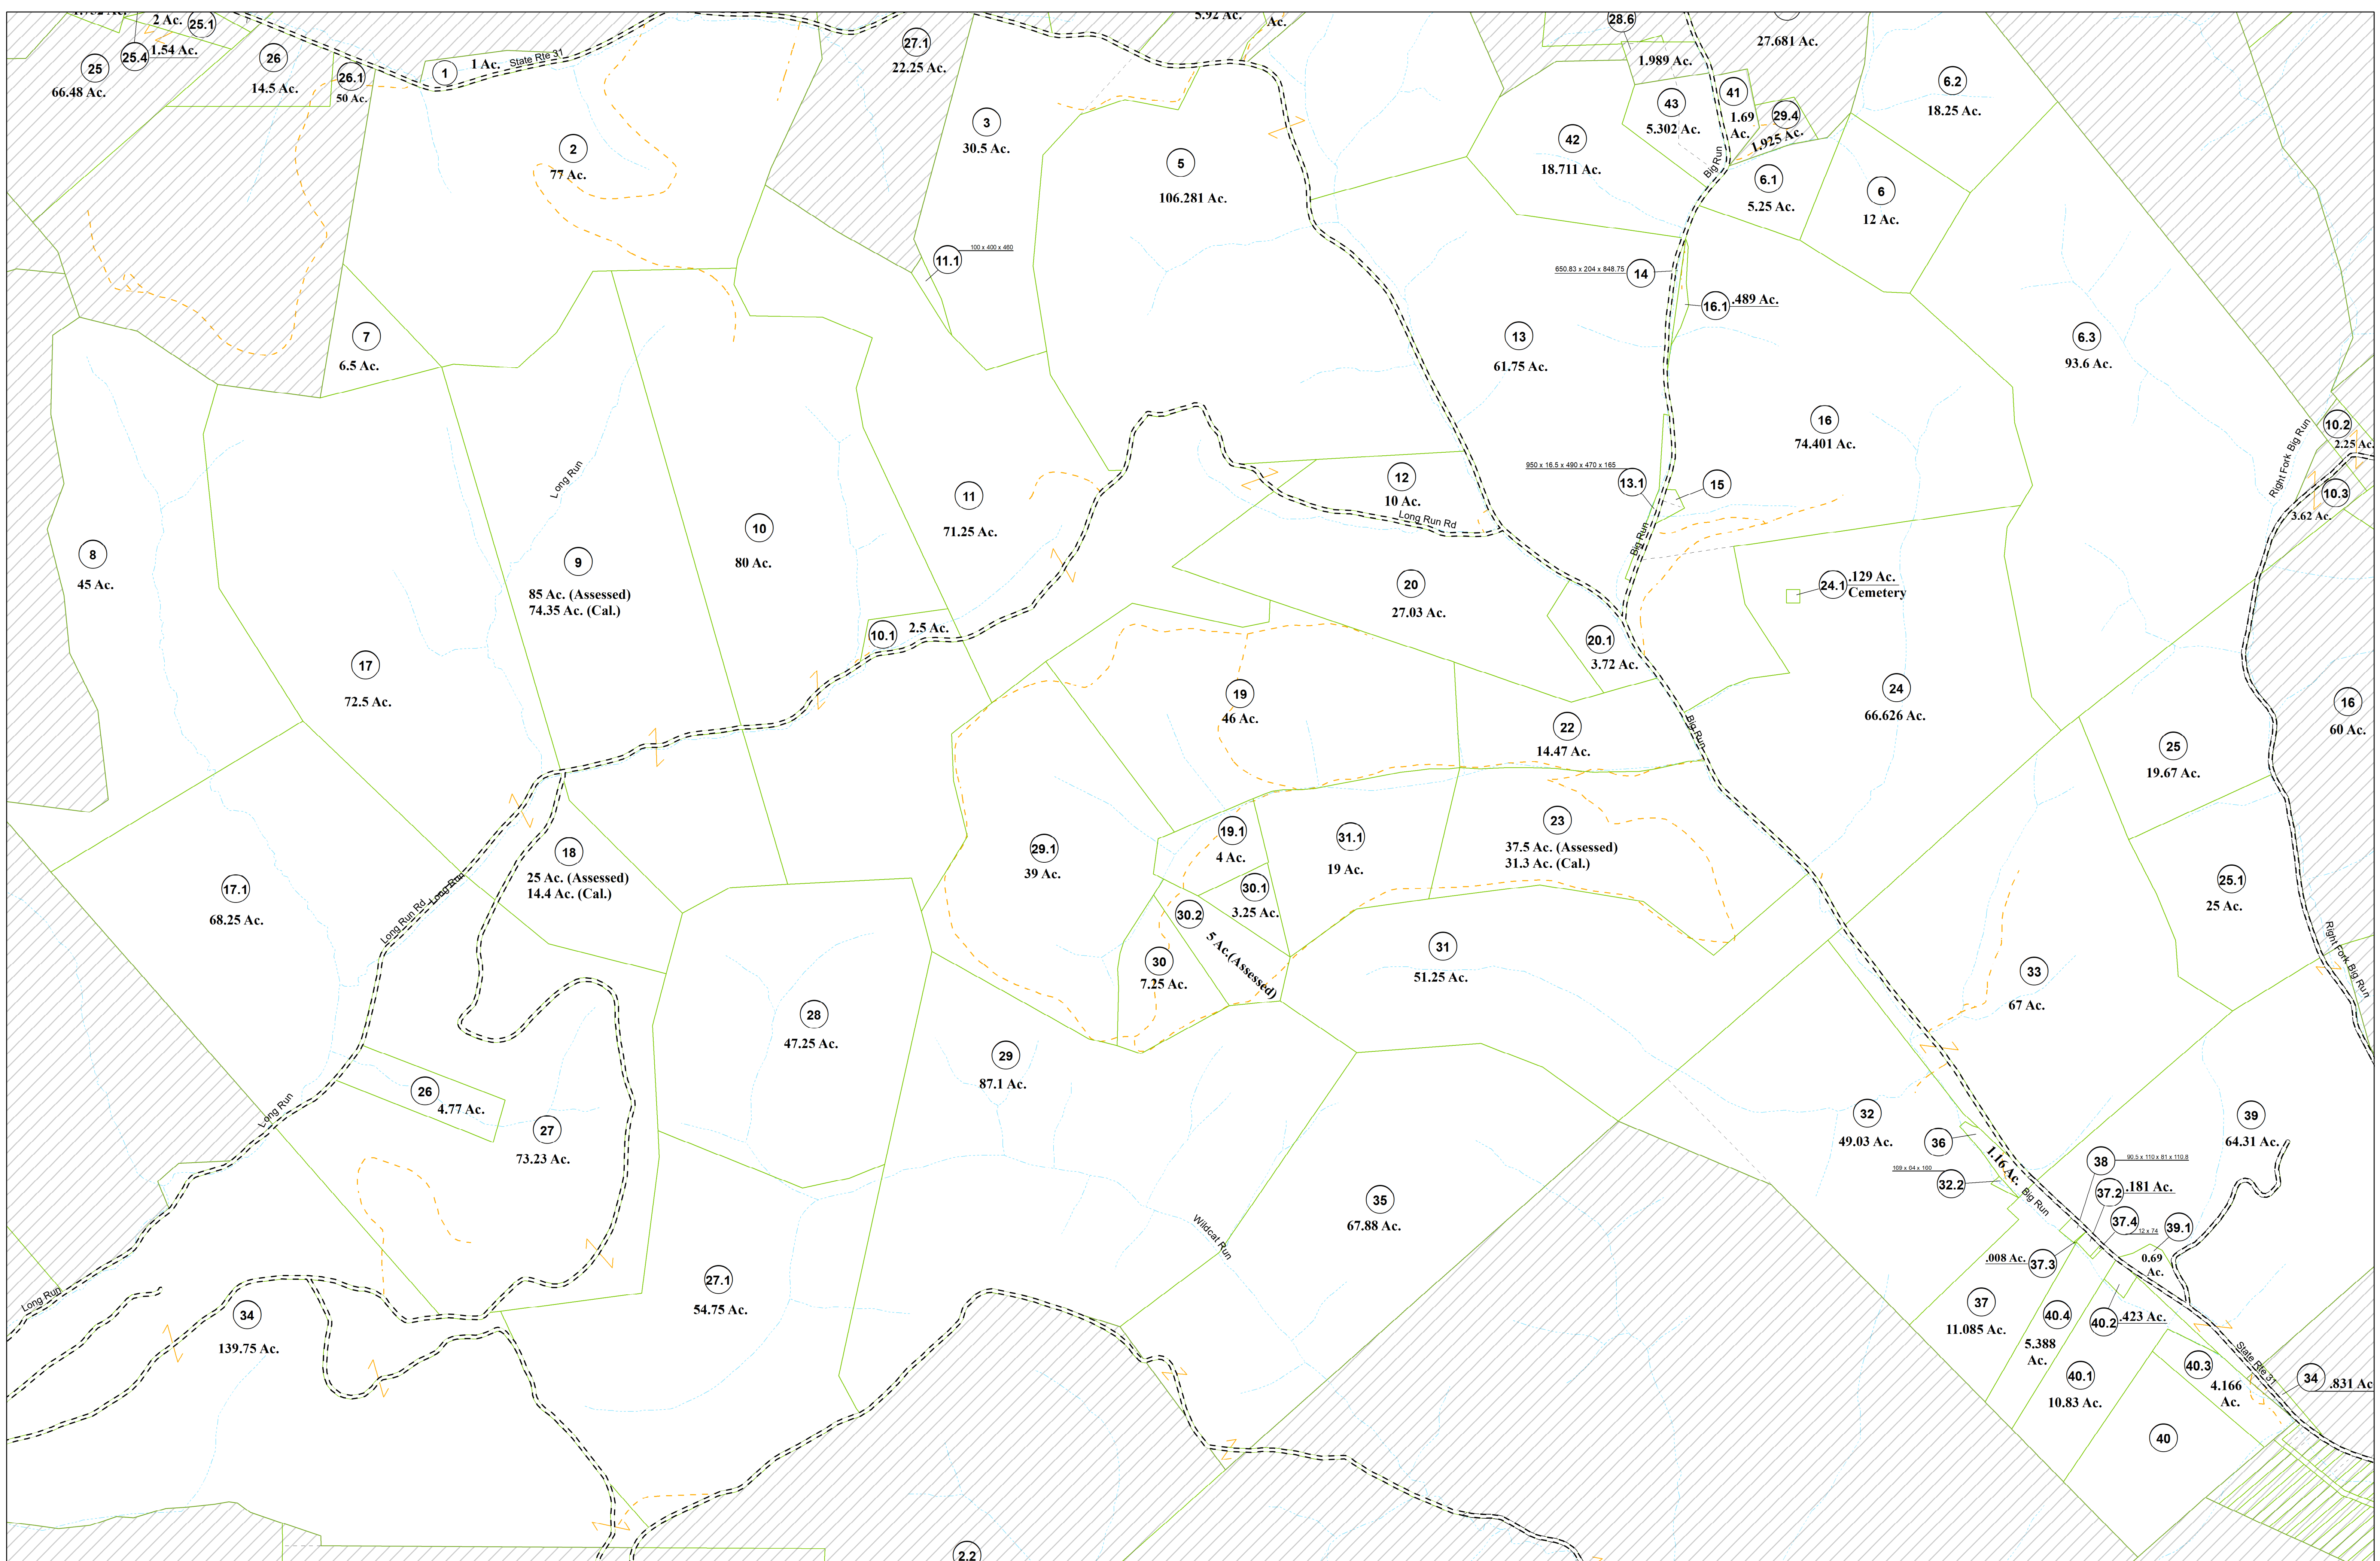 2 Ac.
25.1
25
66.48 Ac.
25.4
1.54 Ac.
26
14.5 Ac.
26.1
50 Ac.
1
1 Ac.
State Rte 31
2
77 Ac.
27.1
22.25 Ac.
3
30.5 Ac.
5.92 Ac.
Ac.
5
106.281 Ac.
11.1
100 x 400 x 460
28.6
1.989 Ac.
27.681 Ac.
43
5.302 Ac.
41
1.69
Ac.
29.4
1.925 Ac.
42
18.711 Ac.
Big Run
6.1
5.25 Ac.
6
12 Ac.
6.2
18.25 Ac.
650.83 x 204 x 848.75
14
16.1
.489 Ac.
13
61.75 Ac.
6.3
93.6 Ac.
7
6.5 Ac.
16
74.401 Ac.
10.2
2.25 Ac.
Right Fork Big Run
10.3
3.62 Ac.
Long Run
12
10 Ac.
Long Run Rd
950 x 16.5 x 490 x 470 x 165
13.1
15
Big Run
11
71.25 Ac.
10
80 Ac.
8
45 Ac.
9
85 Ac. (Assessed)
74.35 Ac. (Cal.)
20
27.03 Ac.
24.1
.129 Ac.
Cemetery
10.1
2.5 Ac.
20.1
3.72 Ac.
17
72.5 Ac.
19
46 Ac.
22
14.47 Ac.
Big Run
24
66.626 Ac.
16
60 Ac.
25
19.67 Ac.
18
25 Ac. (Assessed)
14.4 Ac. (Cal.)
29.1
39 Ac.
19.1
4 Ac.
31.1
19 Ac.
23
37.5 Ac. (Assessed)
31.3 Ac. (Cal.)
17.1
68.25 Ac.
Long Run Rd
Long Run
30.1
3.25 Ac.
30.2
5 Ac.(Assessed)
25.1
25 Ac.
Right Fork Big Run
30
7.25 Ac.
31
51.25 Ac.
33
67 Ac.
28
47.25 Ac.
29
87.1 Ac.
26
4.77 Ac.
Long Run
27
73.23 Ac.
32
49.03 Ac.
36
1.16 Ac.
39
64.31 Ac.
109 x 04 x 100
32.2
Big Run
38
90.5 x 110 x 81 x 110.8
37.2
.181 Ac.
37.4
12 x 74
39.1
0.69
Ac.
.008 Ac.
37.3
35
67.88 Ac.
Wildcat Run
27.1
54.75 Ac.
Long Run
34
139.75 Ac.
37
11.085 Ac.
40.4
5.388
Ac.
40.2
.423 Ac.
40.1
10.83 Ac.
40.3
4.166
Ac.
State Rte 31
34
.831 Ac
40
2.2